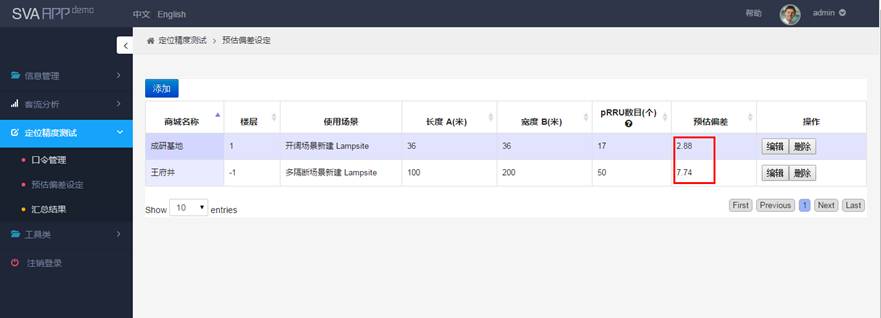 SVA APP demo
中文 English
帮助
admin
定位精度测试 > 预估偏差设定
信息管理
客流分析
定位精度测试
口令管理
预估偏差设定
汇总结果
工具类
注销登录
添加
商城名称 楼层 使用场景 长度 A(米) 宽度 B(米) pRRU数目(个) 预估偏差 操作
成研基地 1 开阔场景新建 Lampsite 36 36 17 2.88 编辑 删除
王府井 -1 多隔断场景新建 Lampsite 100 200 50 7.74 编辑 删除
Show 10 entries
First Previous 1 Next Last